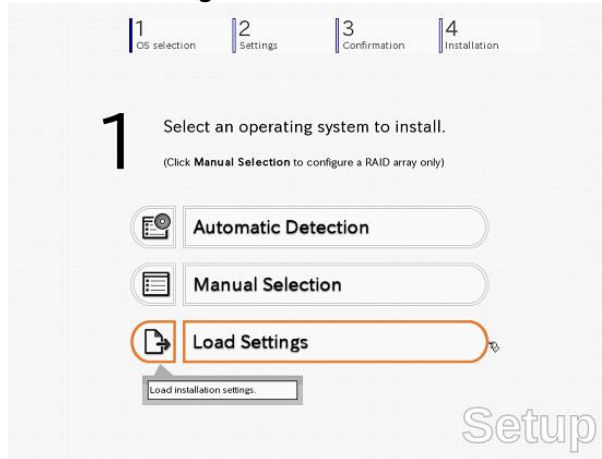 1 OS selection
2 Settings
3 Confirmation
4 Installation
1
Select an operating system to install.
(Click Manual Selection to configure a RAID array only)
Automatic Detection
Manual Selection
Load Settings
Load installation settings.
Setup